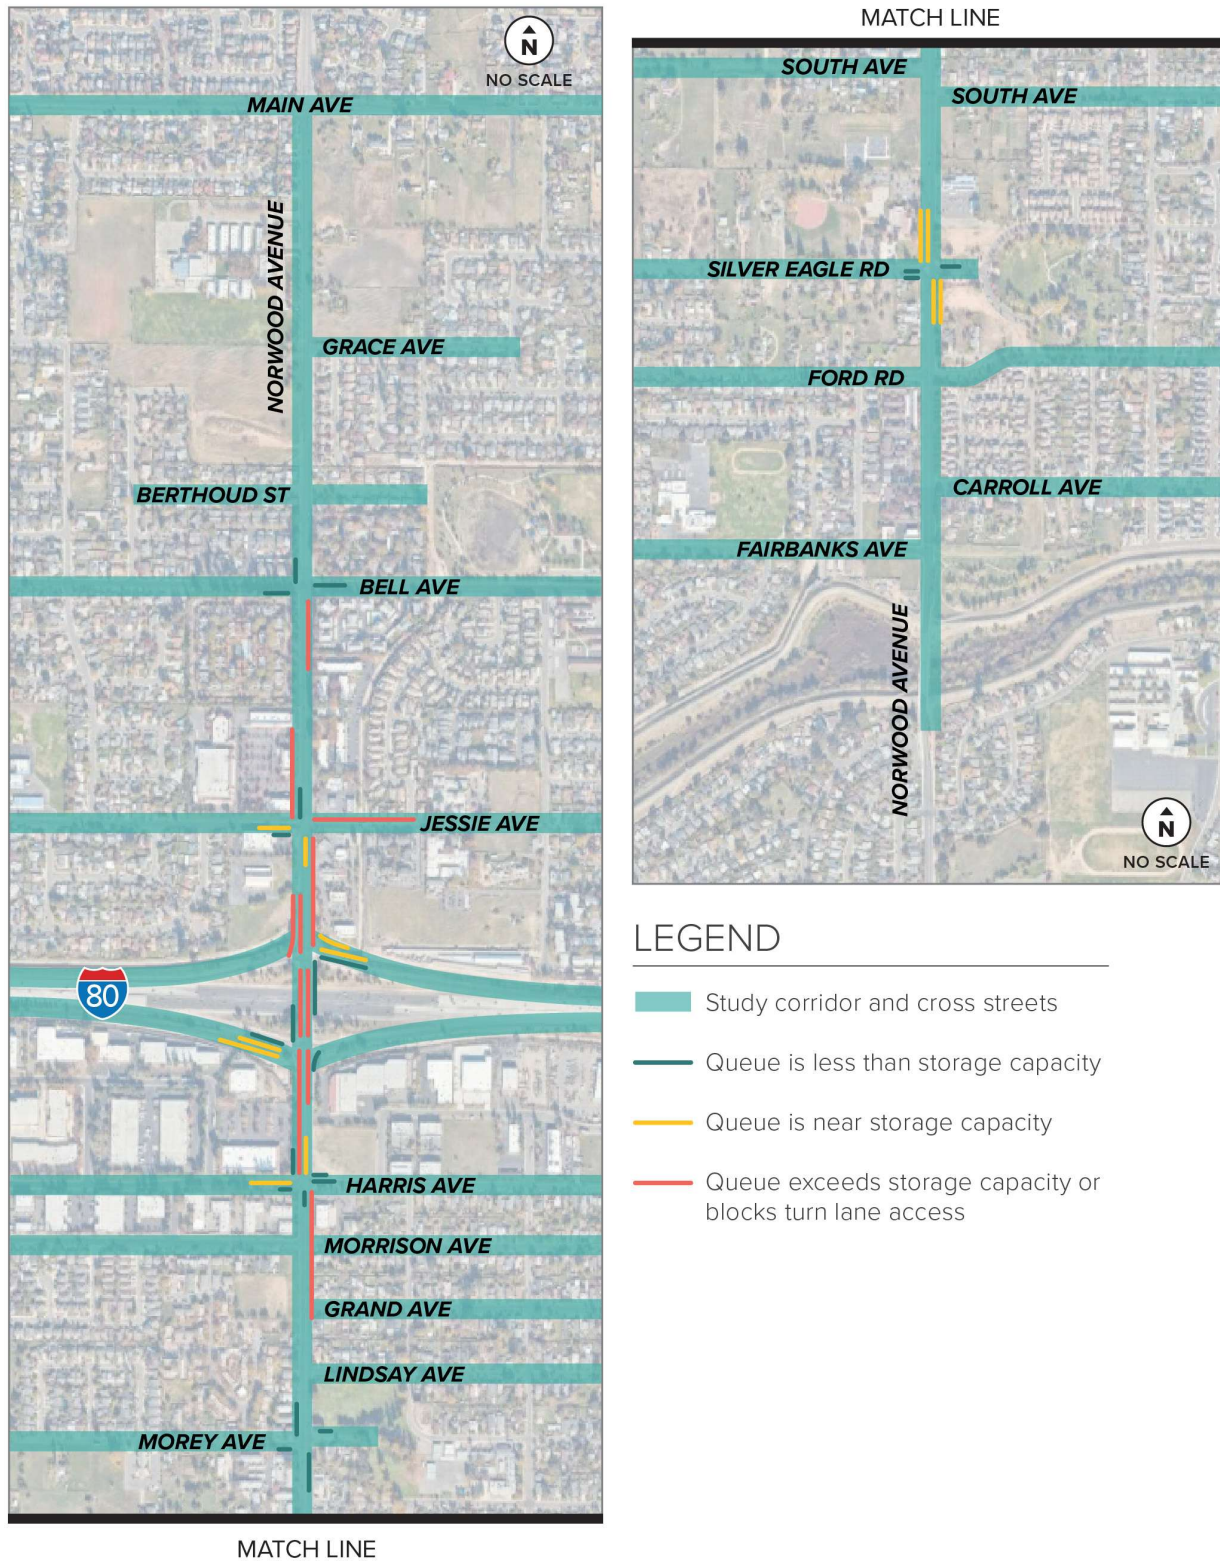 N
NO SCALE
MAIN AVE
NORWOOD AVENUE
GRACE AVE
BERTHOUD ST
BELL AVE
JESSIE AVE
80
HARRIS AVE
MORRISON AVE
GRAND AVE
LINDSAY AVE
MOREY AVE
MATCH LINE
MATCH LINE
SOUTH AVE
SOUTH AVE
SILVER EAGLE RD
FORD RD
CARROLL AVE
FAIRBANKS AVE
NORWOOD AVENUE
N
NO SCALE
LEGEND
Study corridor and cross streets
Queue is less than storage capacity
Queue is near storage capacity
Queue exceeds storage capacity or
blocks turn lane access